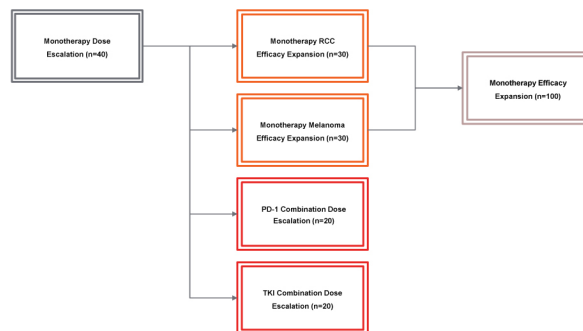 Monotherapy Dose
Escalation (n=40)
Monotherapy RCC
Efficacy Expansion (n=30)
Monotherapy Efficacy
Expansion (n=100)
Monotherapy Melanoma
Efficacy Expansion (n=30)
PD-1 Combination Dose
Escalation (n=20)
TKI Combination Dose
Escalation (n=20)